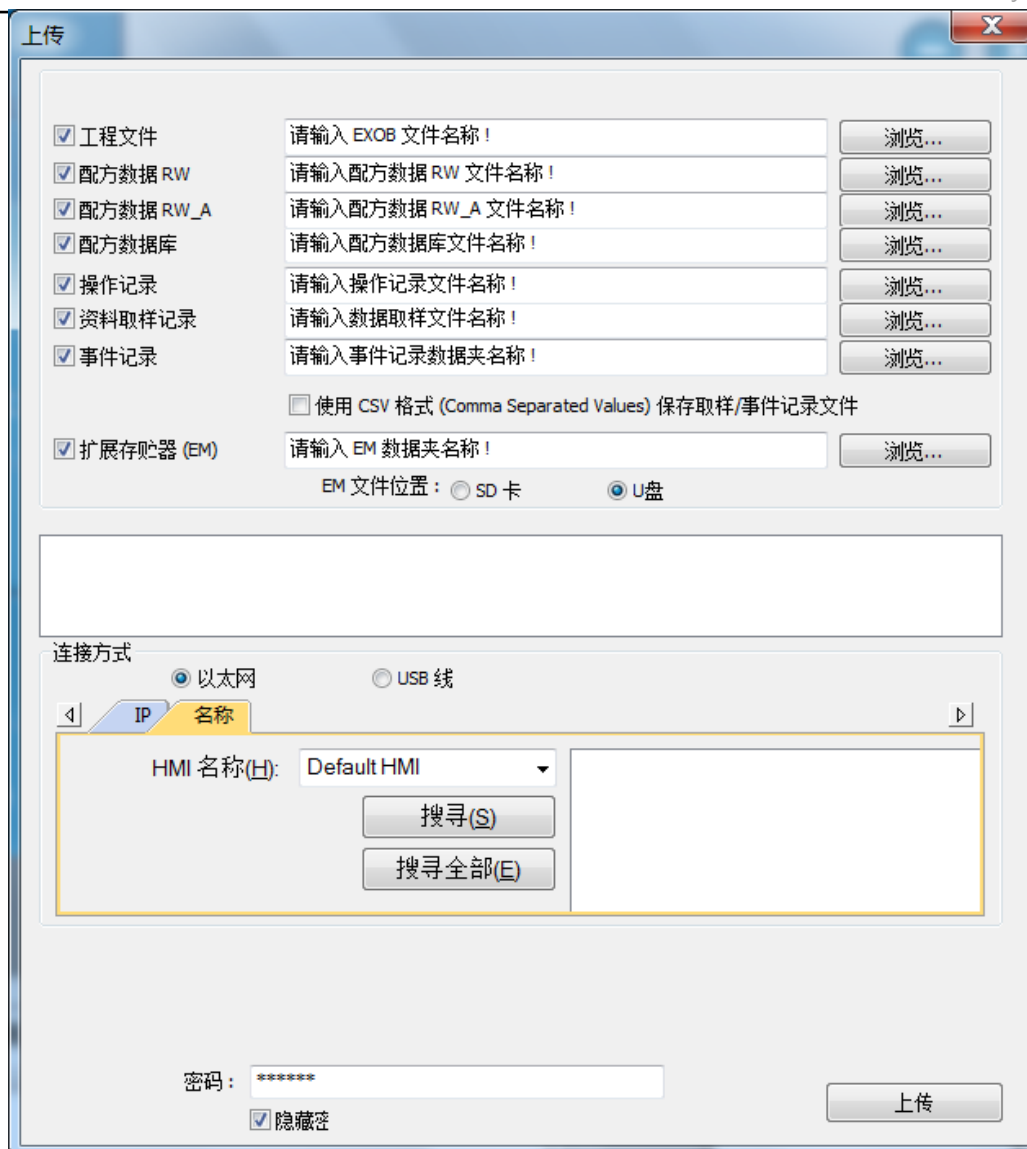 上传
工程文件 请输入 EXOB 文件名称！ 浏览...
配方数据 RW 请输入配方数据 RW 文件名称！ 浏览...
配方数据 RW_A 请输入配方数据 RW_A 文件名称！ 浏览...
配方数据库 请输入配方数据库文件名称！ 浏览...
操作记录 请输入操作记录文件名称！ 浏览...
资料取样记录 请输入数据取样文件名称！ 浏览...
事件记录 请输入事件记录数据夹名称！ 浏览...
使用 CSV 格式 (Comma Separated Values) 保存取样/事件记录文件
扩展存贮器 (EM) 请输入 EM 数据夹名称！ 浏览...
EM 文件位置： SD 卡 U盘
连接方式
以太网 USB 线
IP 名称
HMI 名称(H): Default HMI
搜寻(S)
搜寻全部(E)
密码： ******
上传
隐藏密